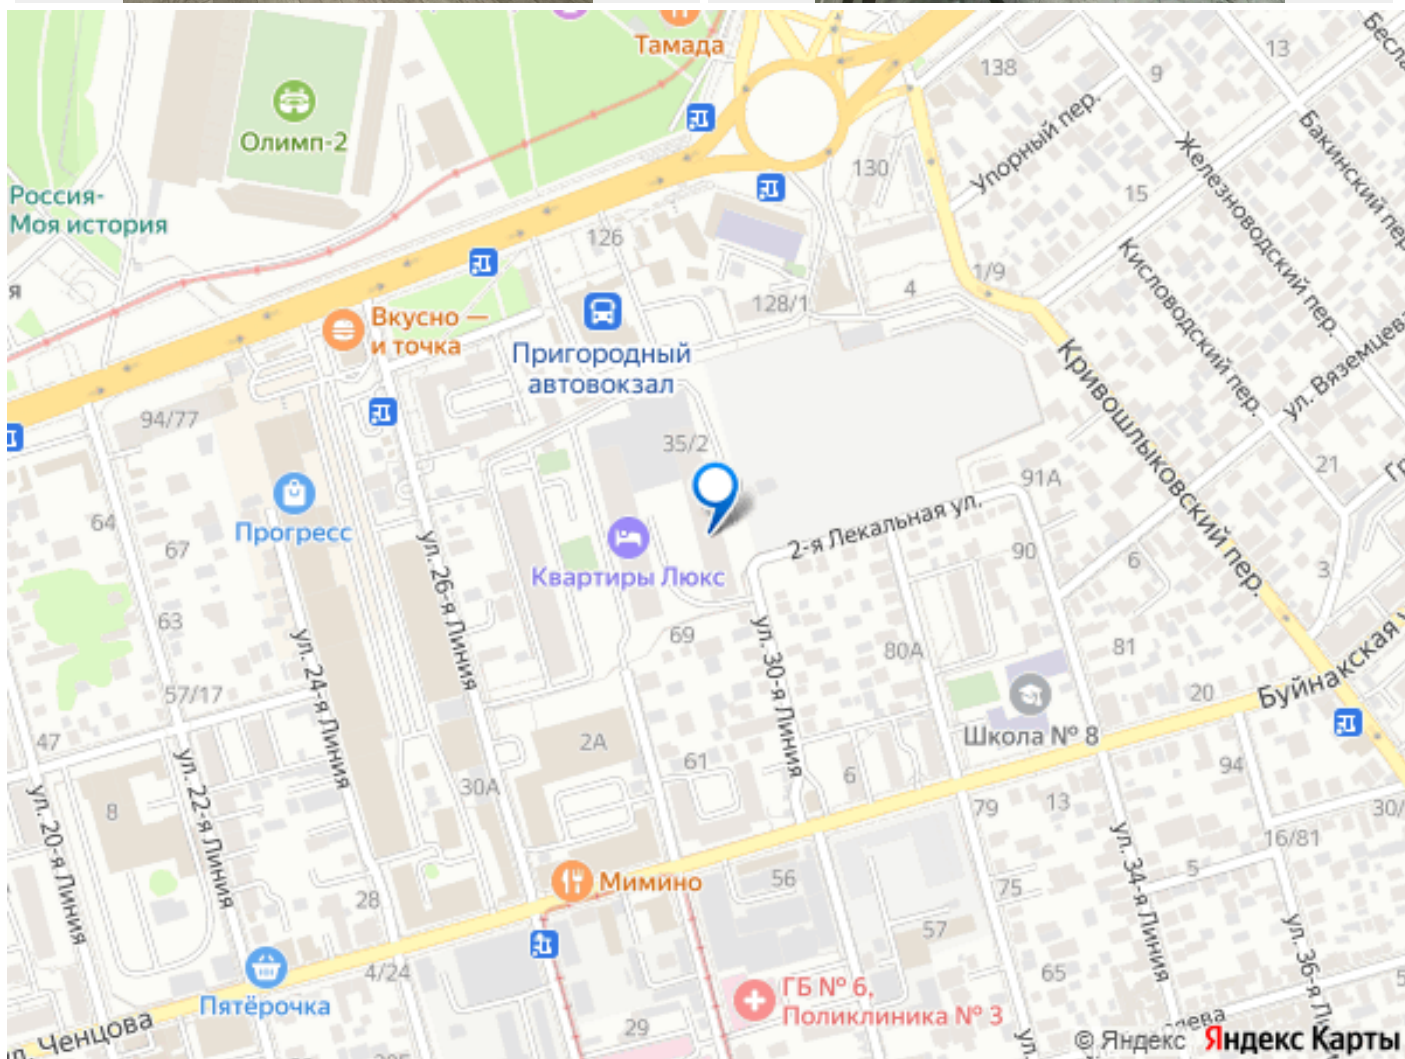 Тамада
Олимп-2
Россия-
Моя история
я
138
13
9
Бесла
Упорный пер.
Железноводский пер.
Бакинский пер.
15
130
126
1/9
4
128/1
Кисловодский пер.
ул. Вяземцева
Вкусно —
и точка
Пригородный
автовокзал
Кривошлыковский пер.
94/77
35/2
91А
21
Гр
64
Прогресс
67
ул. 26-я Линия
Квартиры Люкс
2-я Лекальная ул.
90
6
3
63
69
ул. 30-я Линия
80А
81
ул. 24-я Линия
57/17
20
Буйнакская у
Школа № 8
47
2А
61
6
94
ул. 22-я Линия
30А
8
79
13
30/
ул. 20-я Линия
16/81
Мимино
56
5
75
28
57
ул. 34-я Линия
ул. 36-я Л
4/24
65
5
Пятёрочка
ГБ № 6,
Поликлиника № 3
л. Ченцова
29
ул.
лева
© Яндекс Яндекс Карты